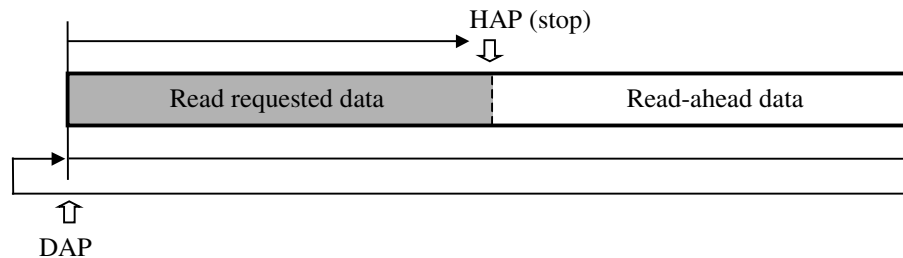 HAP (stop)
Read requested data
Read-ahead data
DAP